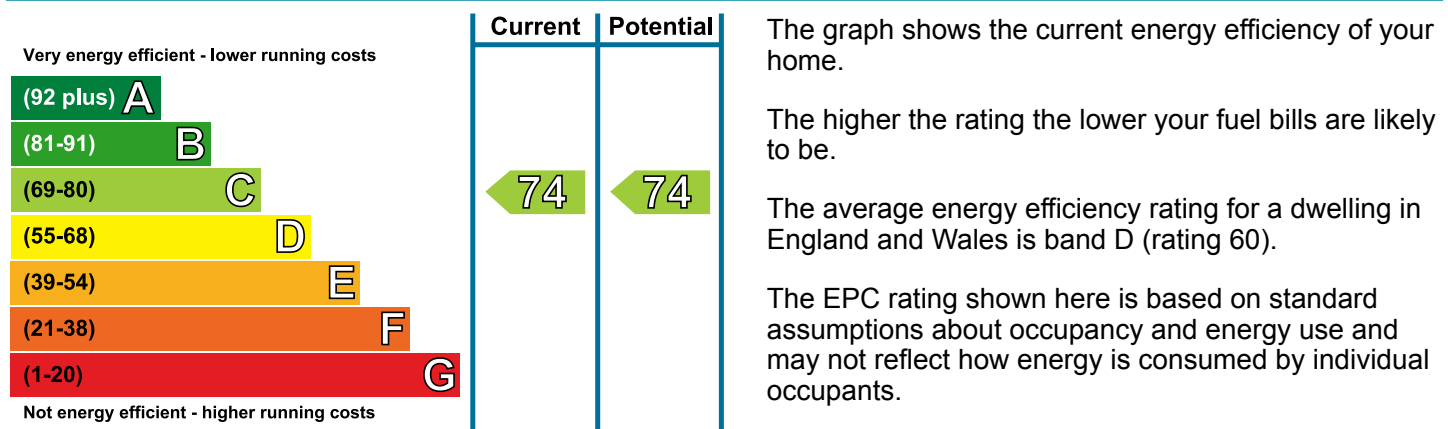 Current Potential
Very energy efficient - lower running costs
(92 plus) A
(81-91) B
(69-80) C
74 74
(55-68) D
(39-54) E
(21-38) F
(1-20) G
Not energy efficient - higher running costs
The graph shows the current energy efficiency of your
home.
The higher the rating the lower your fuel bills are likely
to be.
The average energy efficiency rating for a dwelling in
England and Wales is band D (rating 60).
The EPC rating shown here is based on standard
assumptions about occupancy and energy use and
may not reflect how energy is consumed by individual
occupants.